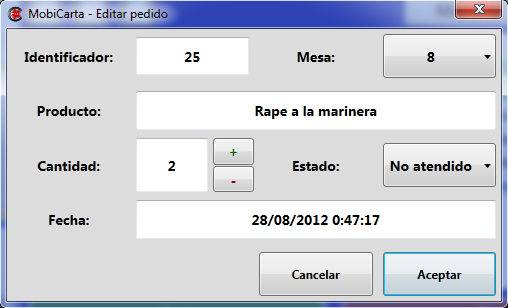 MobiCarta - Editar pedido
Identificador: 25 Mesa: 8
Producto: Rape a la marinera
Cantidad: 2 + - Estado: No atendido
Fecha: 28/08/2012 0:47:17
Cancelar Aceptar